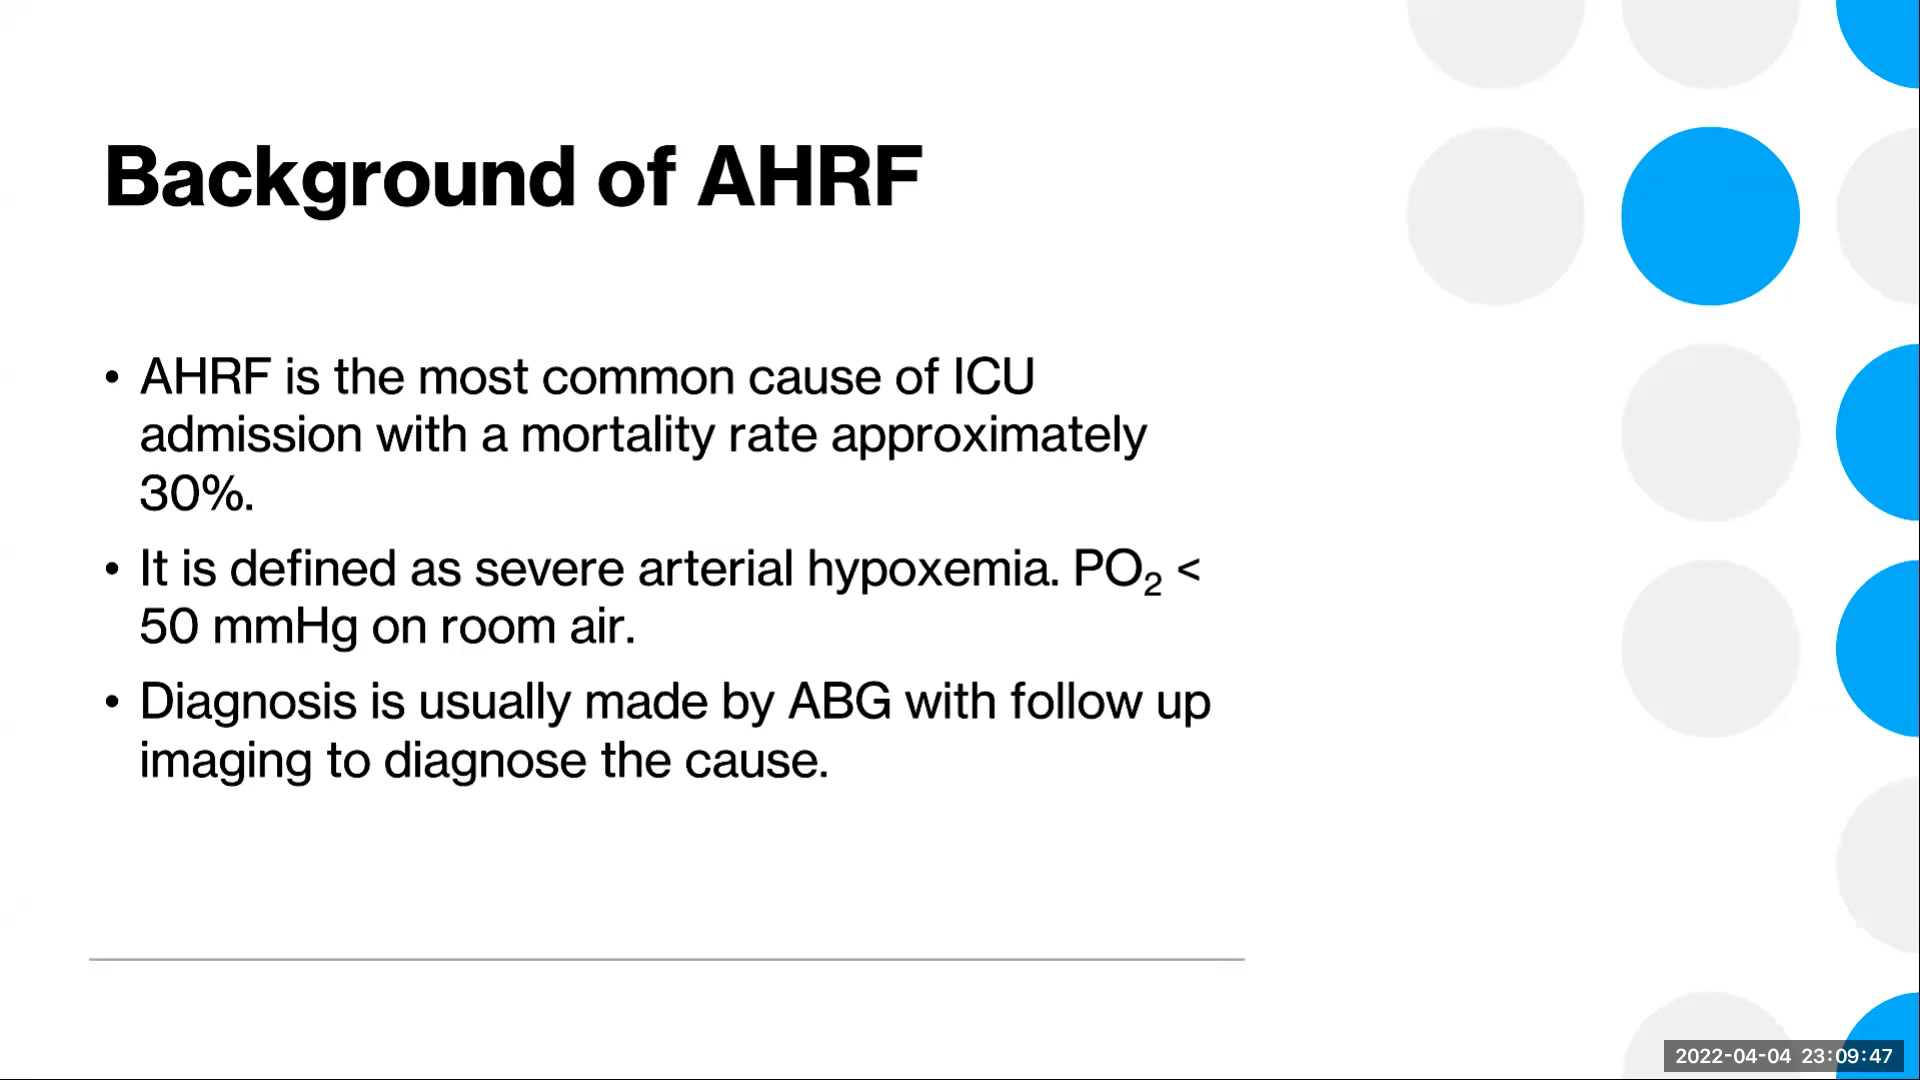 Background of AHRF
• AHRF is the most common cause of ICU
admission with a mortality rate approximately
30%.
• It is defined as severe arterial hypoxemia. PO₂ <
50 mmHg on room air.
• Diagnosis is usually made by ABG with follow up
imaging to diagnose the cause.
2022-04-04 23:09:47